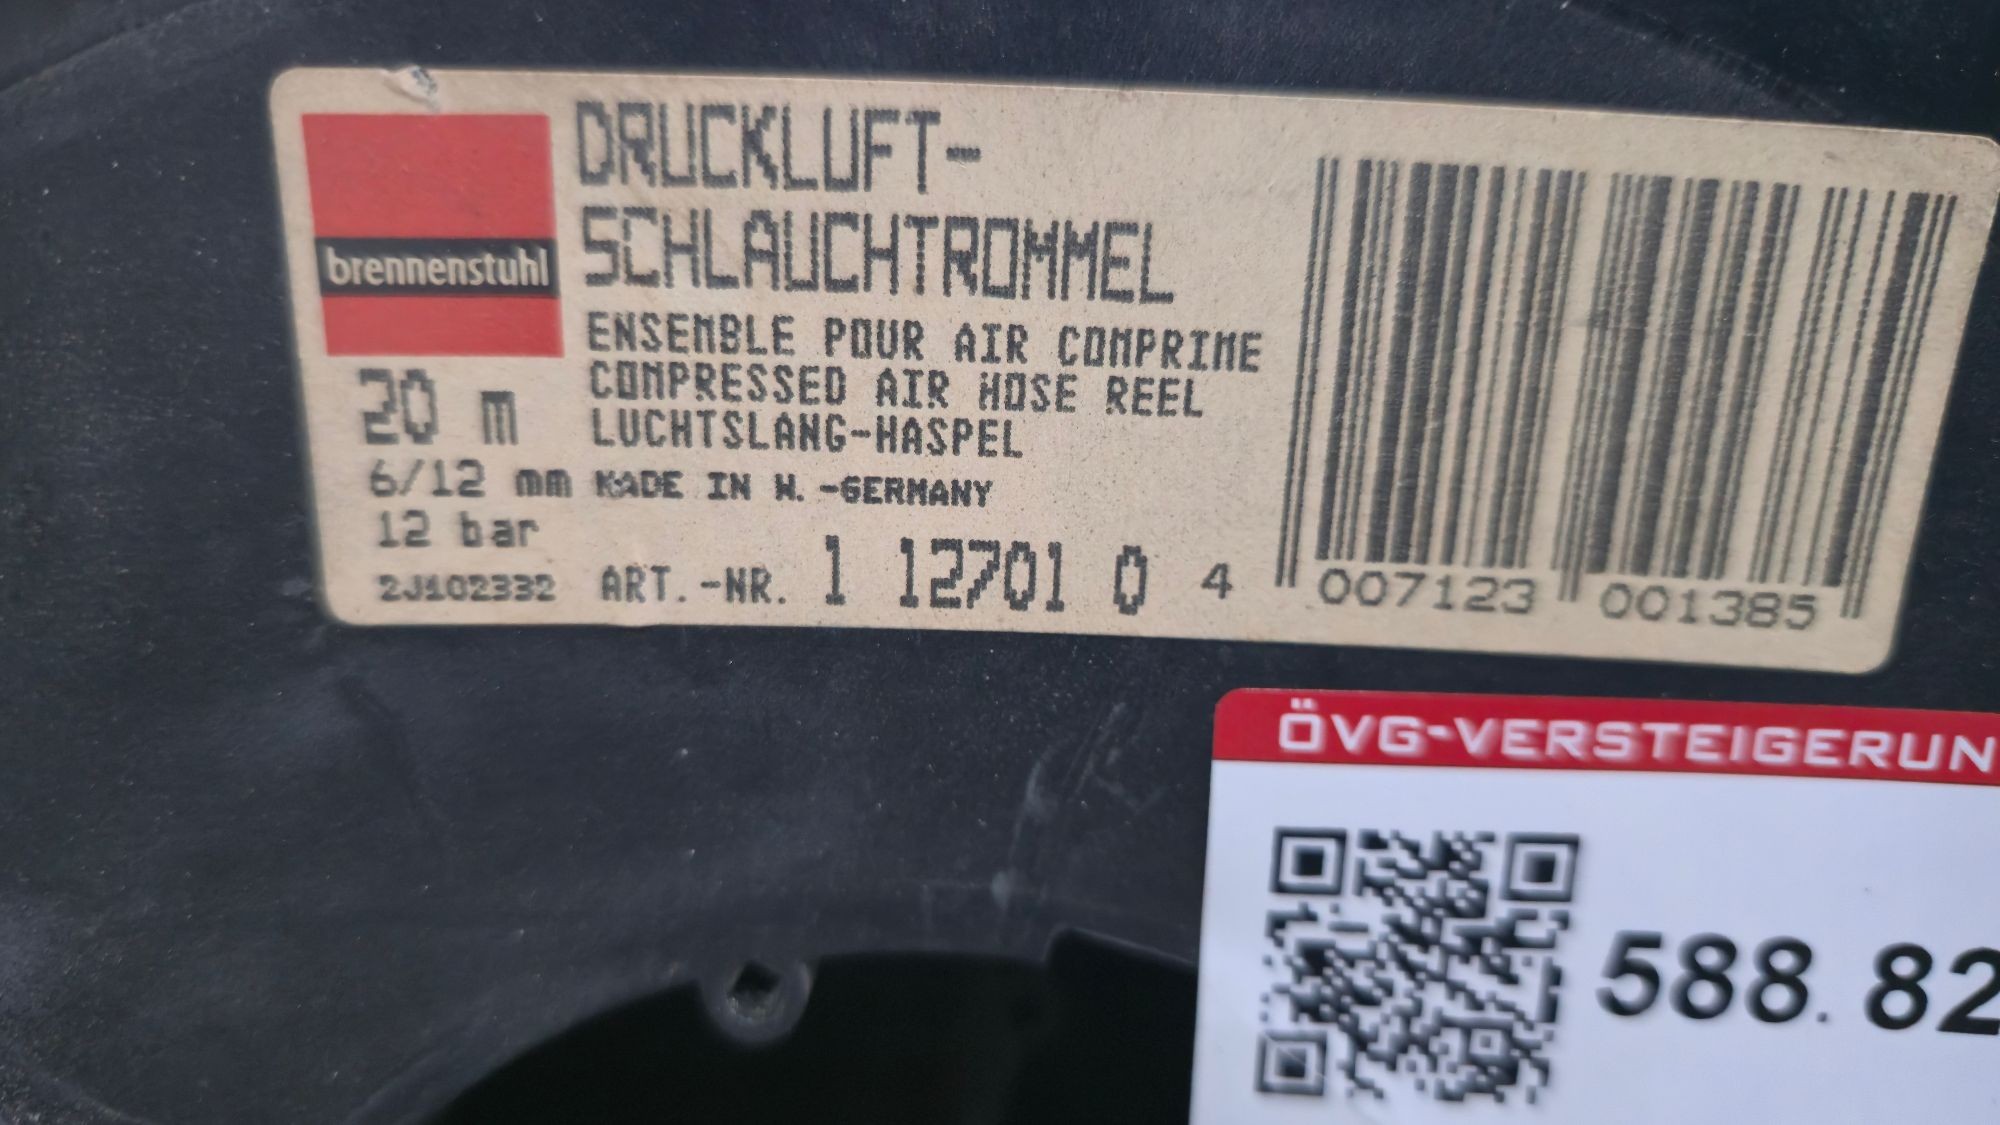 brennenstuhl
DRUCKLUFT-
SCHLAUCHTROMMEL
ENSEMBLE POUR AIR COMPRIME
COMPRESSED AIR HOSE REEL
LUCHTSLANG-HASPEL
MADE IN W.-GERMANY
20 m
6/12 mm
12 bar
2J102332
ART.-NR. 1 12701 0
4 007123 001385
ÖVG-VERSTEIGERUN
588.82